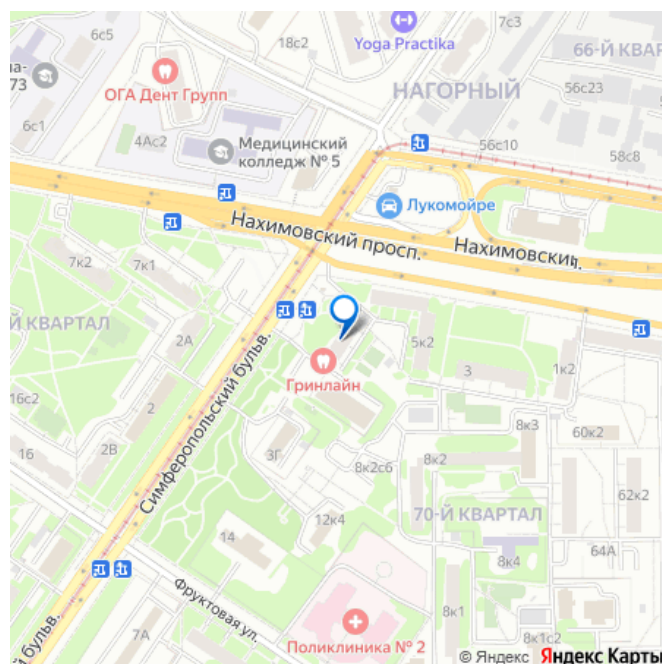 6с5
18с2
Yoga Practika
7с3
66-Й КВАР
на-
73
ОГА Дент Групп
НАГОРНЫЙ
56с23
6с1
4Ас2
Медицинский
колледж № 5
56с10
58с8
Лукомойре
Нахимовский просп.
Нахимовский
7к2
7к1
-Й КВАРТАЛ
2А
5к2
Гринлайн
3
1к2
16с2
2
Симферопольский бульв.
8к3
60к2
16
2В
3Г
8к2с6
8к2
62к2
12к4
70-Й КВАРТАЛ
14
64А
8к4
Фруктовая ул.
8к1
7А
Поликлиника № 2
8к1с2
ки бульв.
© Яндекс Яндекс Карты